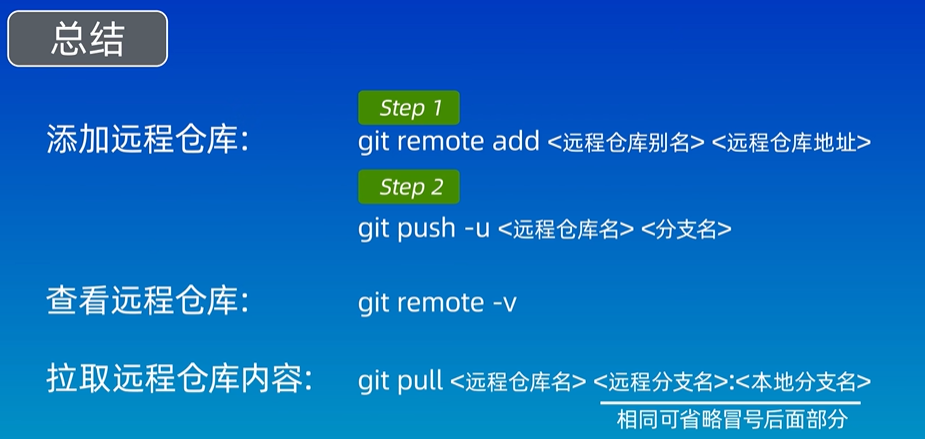 总结
Step 1
添加远程仓库: git remote add <远程仓库别名> <远程仓库地址>
Step 2
git push -u <远程仓库名> <分支名>
查看远程仓库: git remote -v
拉取远程仓库内容: git pull <远程仓库名> <远程分支名>:<本地分支名>
相同可省略冒号后面部分